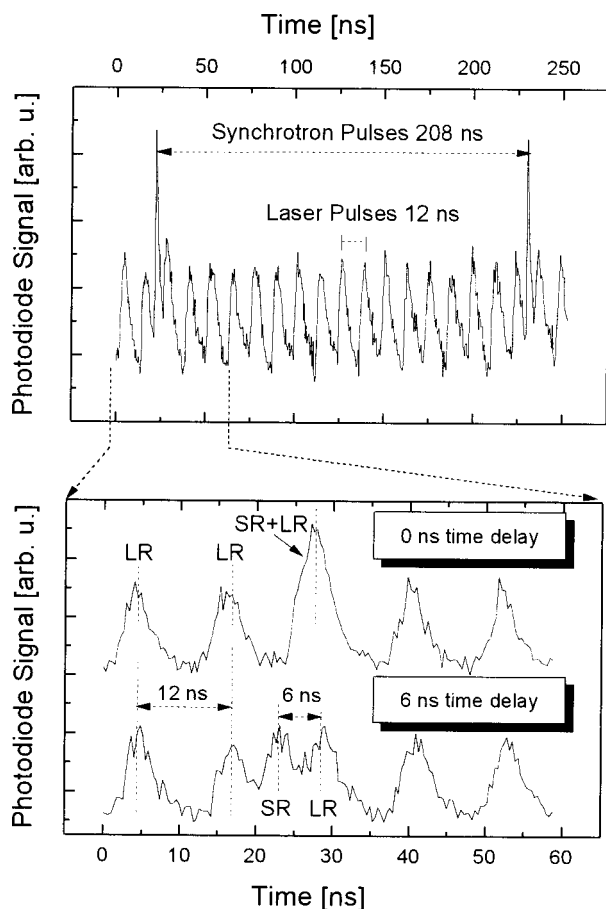 Time [ns]
0 50 100 150 200 250
Synchrotron Pulses 208 ns
Laser Pulses 12 ns
Photodiode Signal [arb. u.]
SR+LR
0 ns time delay
LR LR
12 ns 6 ns
6 ns time delay
SR LR
Photodiode Signal [arb. u.]
0 10 20 30 40 50 60
Time [ns]